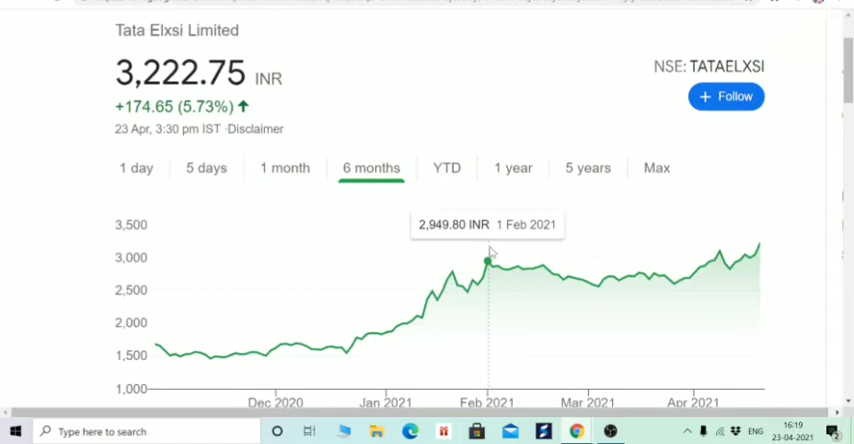 Tata Elxsi Limited
3,222.75 INR
NSE: TATAELXSI
+174.65 (5.73%)
+ Follow
23 Apr, 3:30 pm IST ·Disclaimer
1 day 5 days 1 month 6 months YTD 1 year 5 years Max
2,949.80 INR 1 Feb 2021
3,500
3,000
2,500
2,000
1,500
1,000
Dec 2020 Jan 2021 Feb 2021 Mar 2021 Apr 2021
Type here to search
ENG
16:19
23-04-2021
2